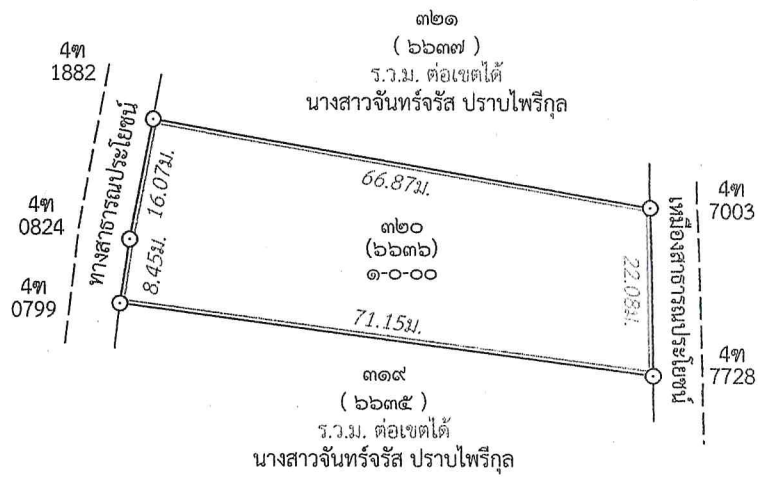 ๓๒๑
( ๖๖๓๗ )
ร.ว.ม. ต่อเขตได้
นางสาวจันทร์จรัส ปราบไพรีกุล
4ฑ
1882
ทางสาธารณประโยชน์
16.07ม.
66.87ม.
4ฑ
7003
4ฑ
0824
๓๒๐
(๖๖๓๖)
๑-๐-๐๐
22.08ม.
เหมืองสาธารณประโยชน์
8.45ม.
4ฑ
0799
71.15ม.
4ฑ
7728
๓๑๙
( ๖๖๓๕ )
ร.ว.ม. ต่อเขตได้
นางสาวจันทร์จรัส ปราบไพรีกุล